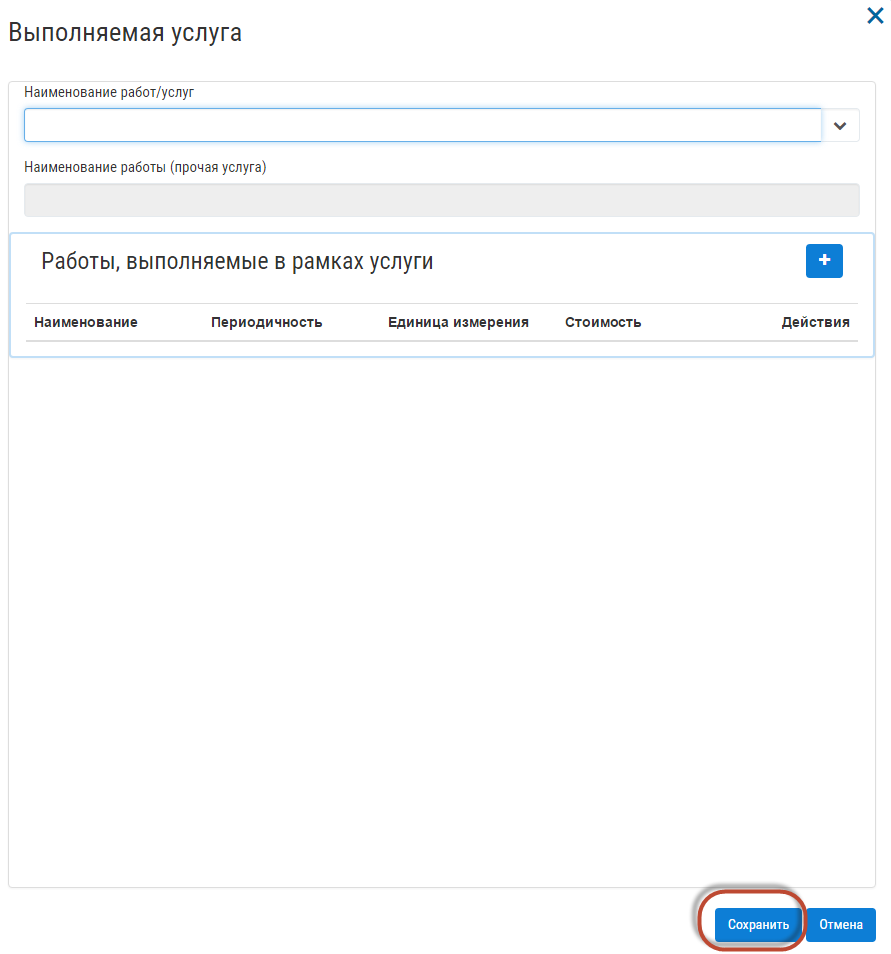 Выполняемая услуга
Наименование работ/услуг
Наименование работы (прочая услуга)
Работы, выполняемые в рамках услуги
Наименование Периодичность Единица измерения Стоимость Действия
Сохранить Отмена